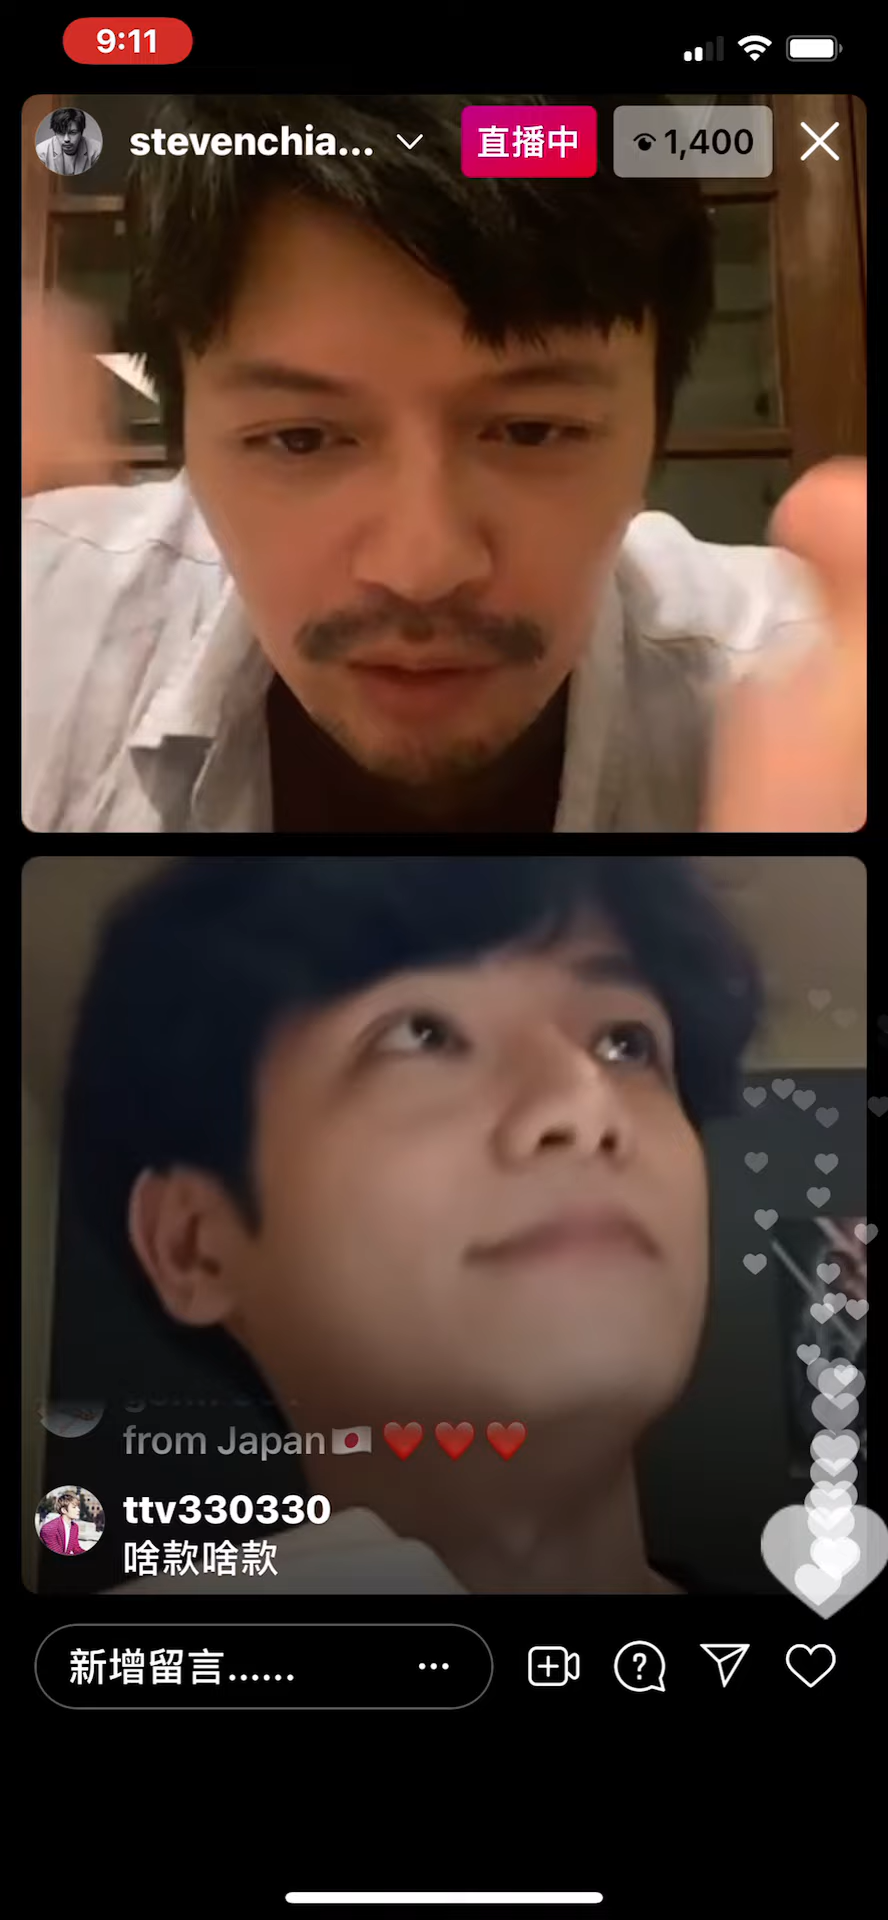 9:11
stevenchia...
直播中
1,400
from Japan🇯🇵❤️❤️❤️
ttv330330
啥款啥款
新增留言......